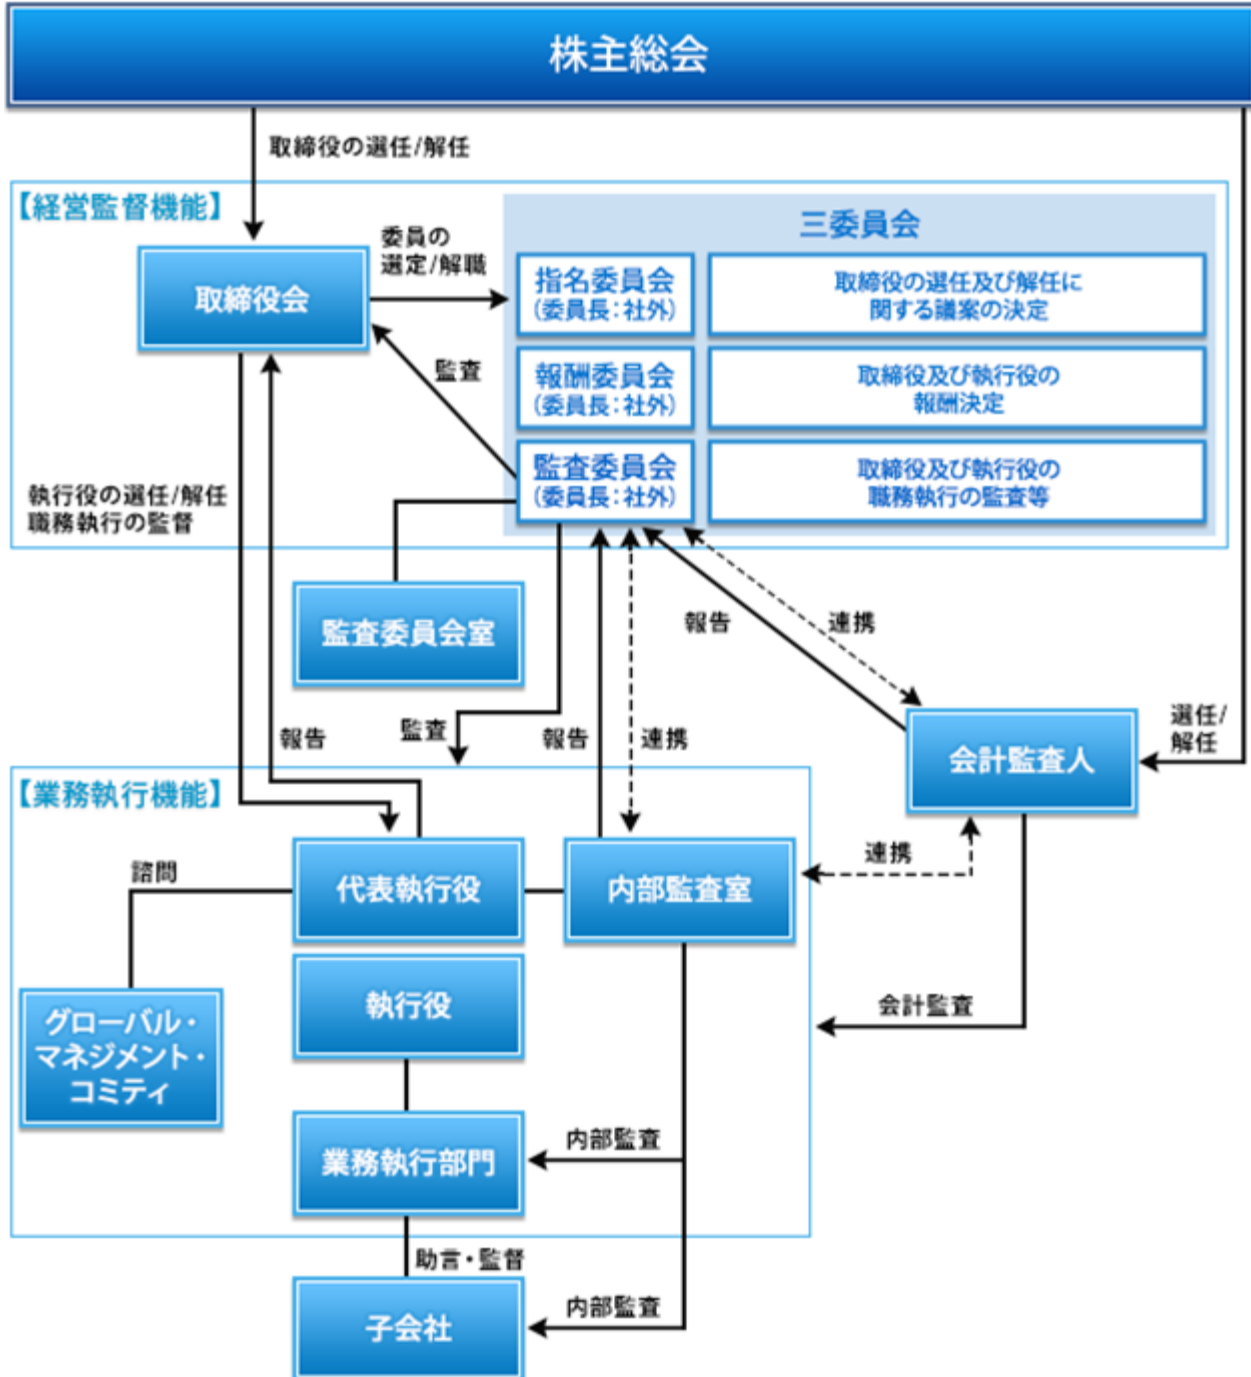 株主総会
取締役の選任/解任
【経営監督機能】
三委員会
委員の
選定/解職
取締役会
指名委員会
（委員長：社外）
取締役の選任及び解任に
関する議案の決定
監査
報酬委員会
（委員長：社外）
取締役及び執行役の
報酬決定
監査委員会
（委員長：社外）
取締役及び執行役の
職務執行の監査等
執行役の選任/解任
職務執行の監督
監査委員会室
報告
連携
報告
監査
報告
連携
選任/
解任
会計監査人
【業務執行機能】
連携
諮問
代表執行役
内部監査室
執行役
会計監査
グローバル・
マネジメント・
コミティ
業務執行部門
内部監査
助言・監督
子会社
内部監査